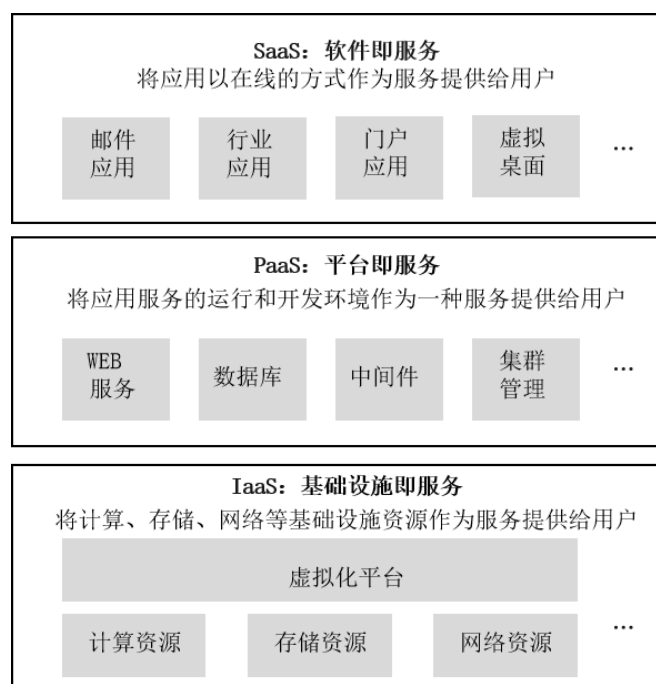 SaaS：软件即服务
将应用以在线的方式作为服务提供给用户
邮件 行业 门户 虚拟
应用 应用 应用 桌面 ...
PaaS：平台即服务
将应用服务的运行和开发环境作为一种服务提供给用户
WEB 集群
服务 数据库 中间件 管理 ...
IaaS：基础设施即服务
将计算、存储、网络等基础设施资源作为服务提供给用户
虚拟化平台
计算资源 存储资源 网络资源 ...